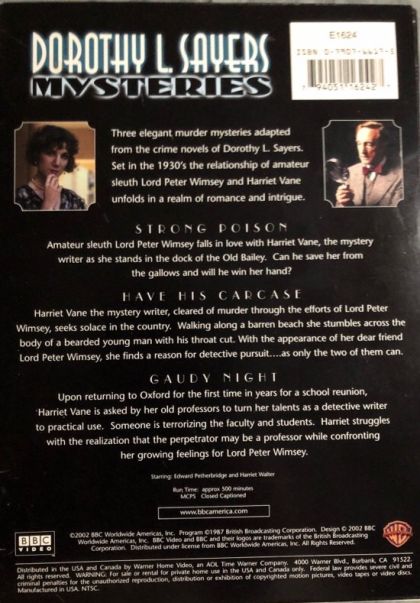 DOROTHY L. SAYERS
MYSTERIES
E1624
ISBN 0-7907-6617-5
7 94051 16242
Three elegant murder mysteries adapted
from the crime novels of Dorothy L. Sayers.
Set in the 1930's the relationship of amateur
sleuth Lord Peter Wimsey and Harriet Vane
unfolds in a realm of romance and intrigue.
STRONG POISON
Amateur sleuth Lord Peter Wimsey falls in love with Harriet Vane, the mystery
writer as she stands in the dock of the Old Bailey. Can he save her from
the gallows and will he win her hand?
HAVE HIS CARCASE
Harriet Vane the mystery writer, cleared of murder through the efforts of Lord Peter
Wimsey, seeks solace in the country. Walking along a barren beach she stumbles across the
body of a bearded young man with his throat cut. With the appearance of her dear friend
Lord Peter Wimsey, she finds a reason for detective pursuit....as only the two of them can.
GAUDY NIGHT
Upon returning to Oxford for the first time in years for a school reunion,
Harriet Vane is asked by her old professors to turn her talents as a detective writer
to practical use. Someone is terrorizing the faculty and students. Harriet struggles
with the realization that the perpetrator may be a professor while confronting
her growing feelings for Lord Peter Wimsey.
Starring: Edward Petherbridge and Harriet Walter
Run Time: approx 500 minutes
MCPS Closed Captioned
www.bbcamerica.com
BBC
VIDEO
©2002 BBC Worldwide Americas, Inc. Program ©1987 British Broadcasting Corporation. Design © 2002 BBC
Worldwide Americas, Inc. BBC Video and BBC and their logos are trademarks of the British Broadcasting
Corporation. Distributed under license from BBC Worldwide Americas, Inc. All Rights Reserved.
Distributed in the USA and Canada by Warner Home Video, an AOL Time Warner Company. 4000 Warner Blvd., Burbank, CA 91522.
All rights reserved. WARNING: For sale or rental for private home use in the USA and Canada only. Federal law provides severe civil and
criminal penalties for the unauthorized reproduction, distribution or exhibition of copyrighted motion pictures, video tapes or video discs.
Manufactured in USA. NTSC.